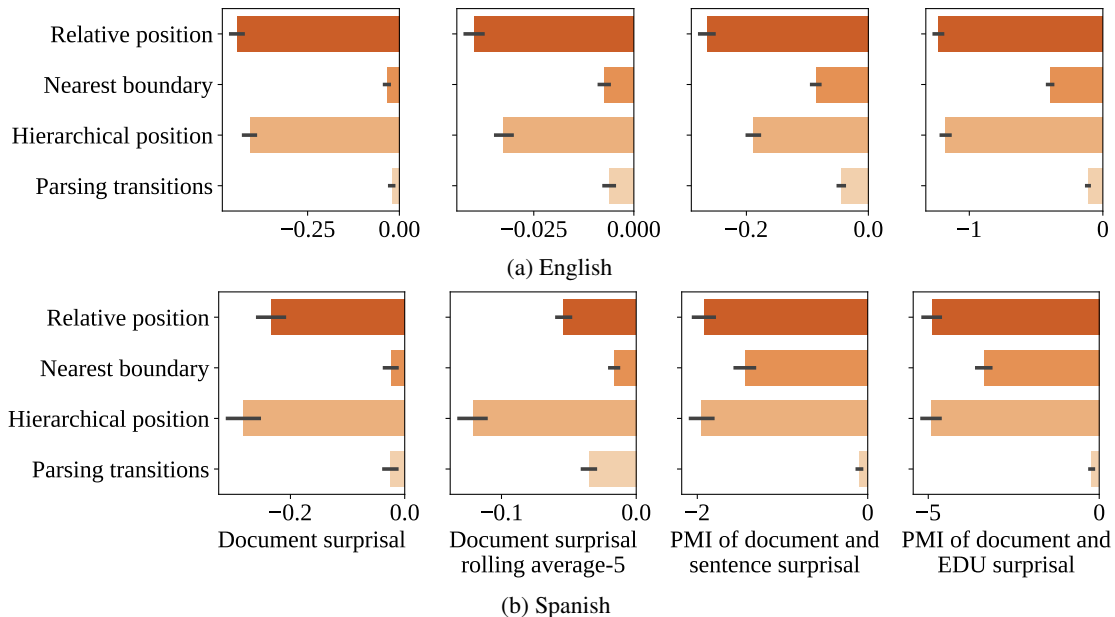 Relative position
Nearest boundary
Hierarchical position
Parsing transitions
−0.25 0.00
−0.025 0.000
−0.2 0.0
−1 0
(a) English
Relative position
Nearest boundary
Hierarchical position
Parsing transitions
−0.2 0.0
−0.1 0.0
−2 0
−5 0
Document surprisal
Document surprisal
rolling average-5
PMI of document and
sentence surprisal
PMI of document and
EDU surprisal
(b) Spanish